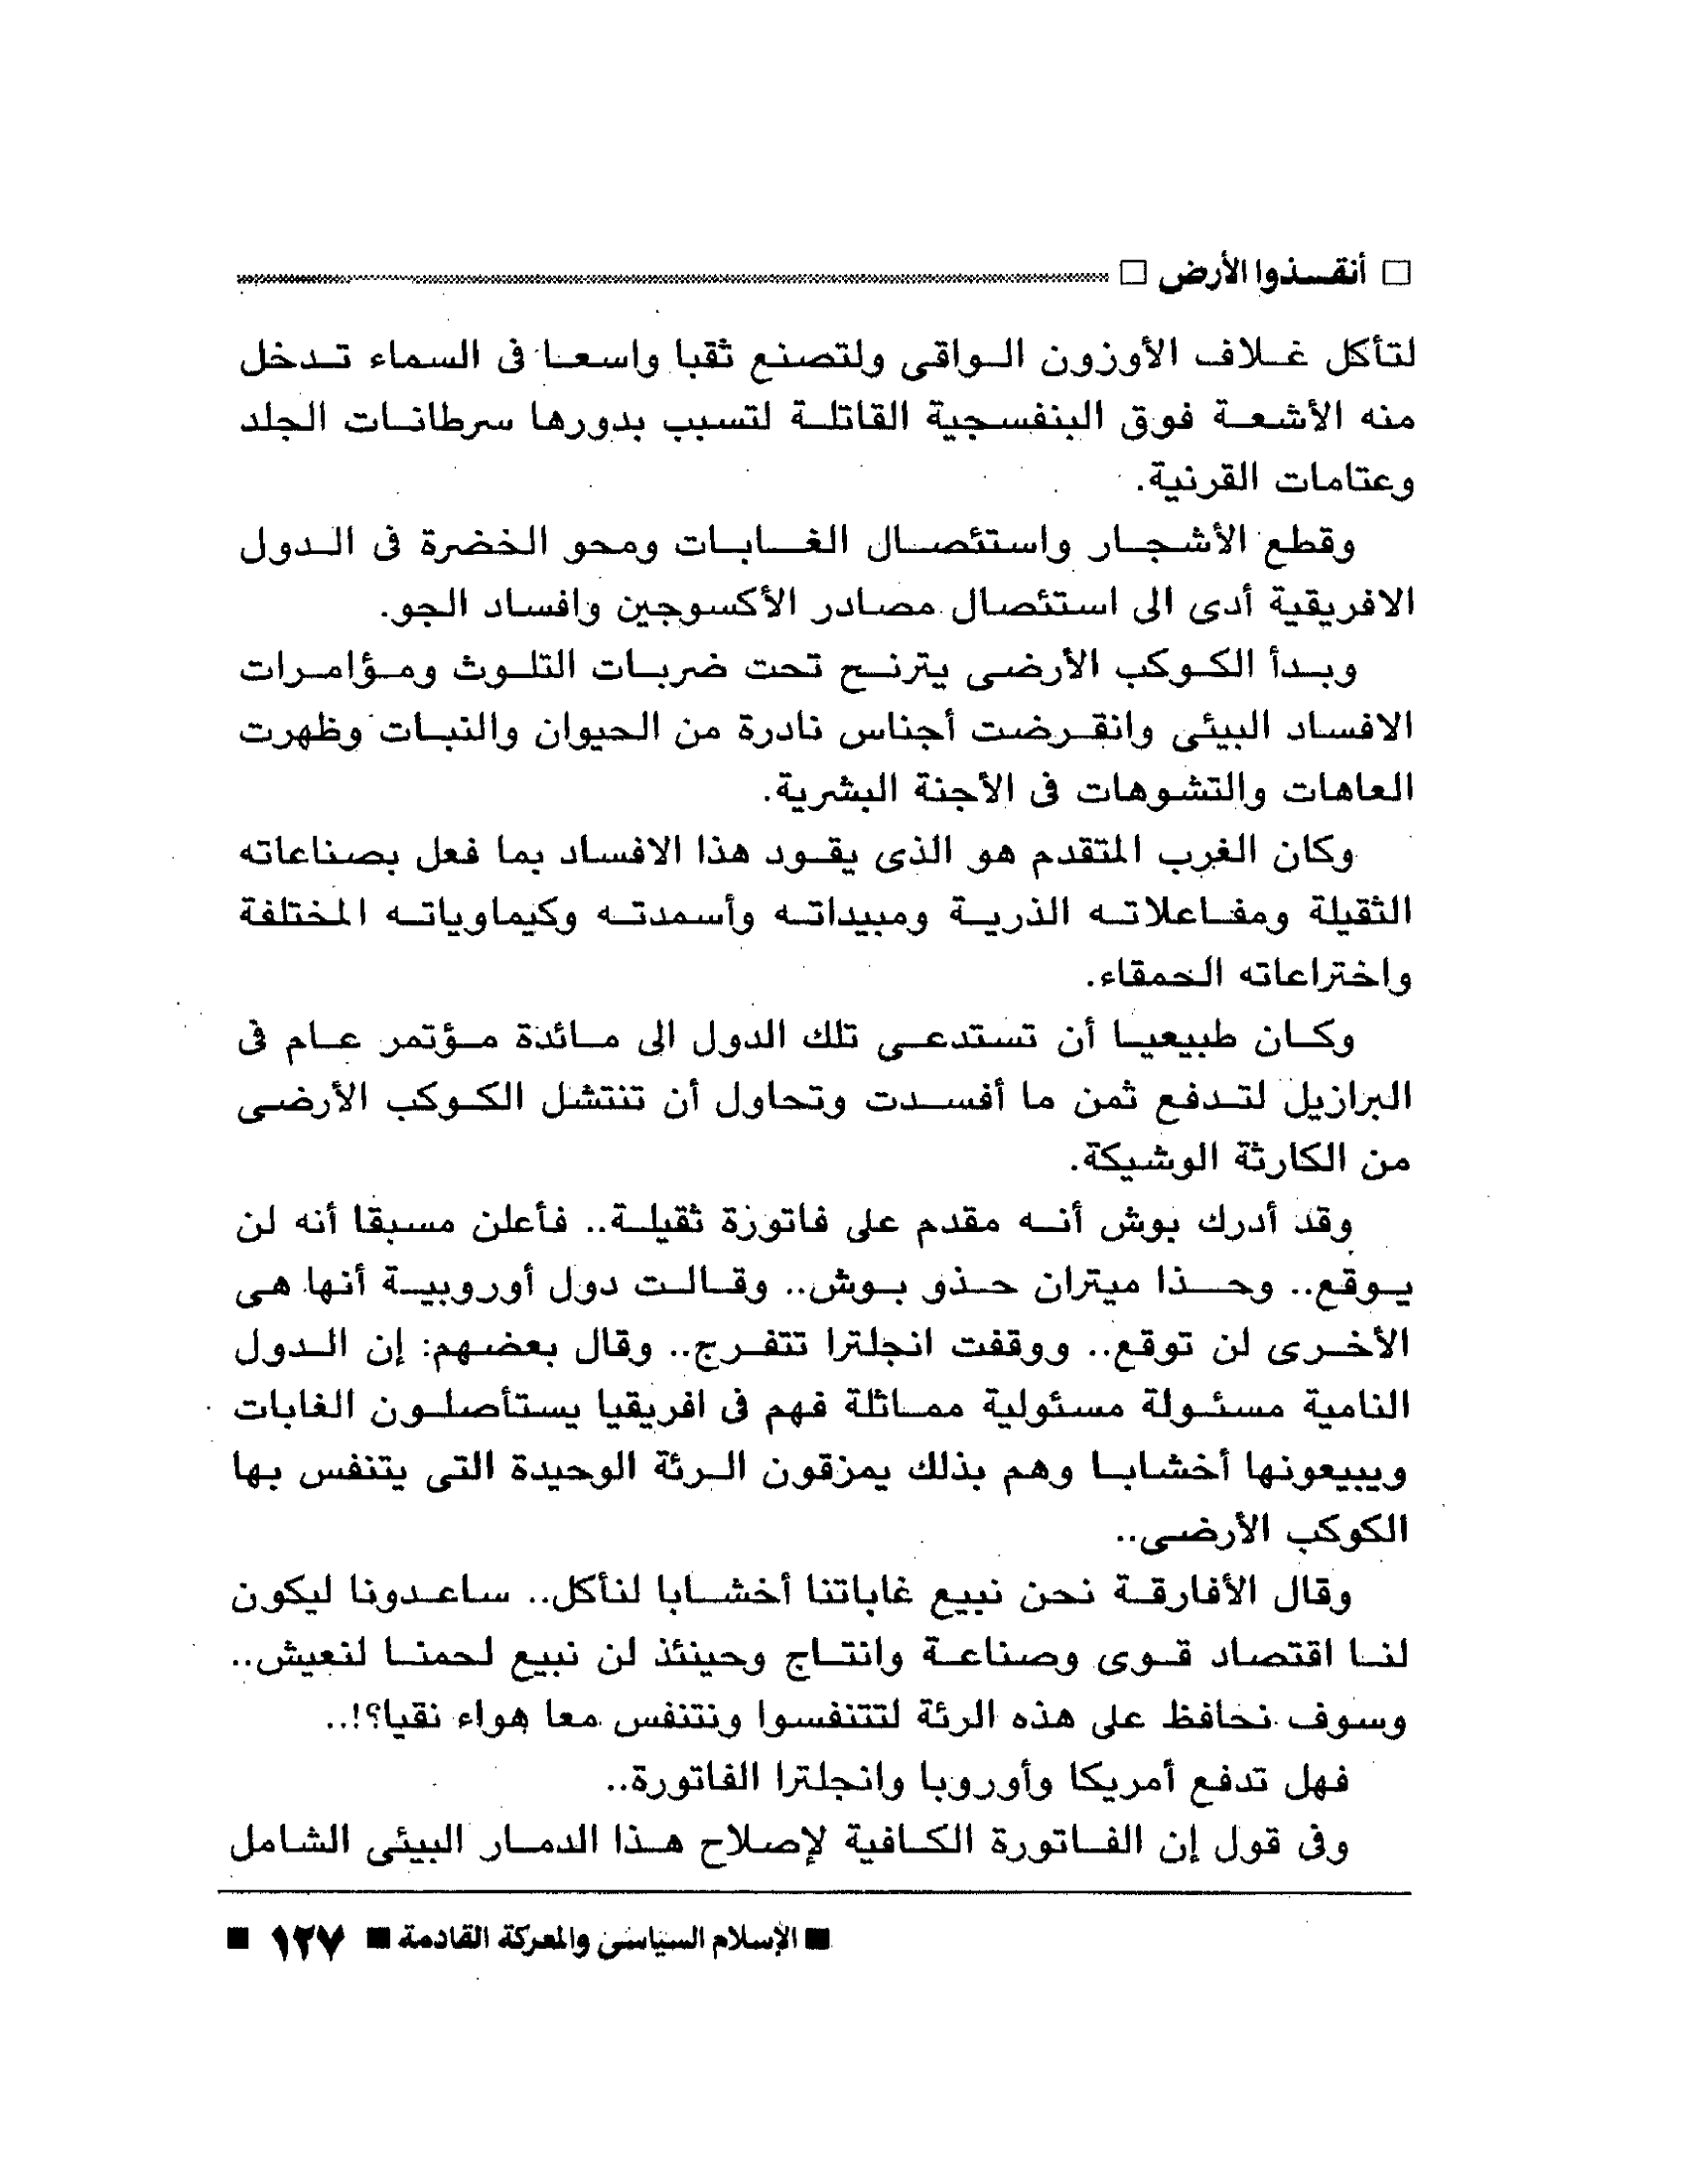 □ أنقذوا الأرض □
لتأكل غلاف الأوزون الواقى ولتصنع ثقبا واسعا فى السماء تدخل
منه الأشعة فوق البنفسجية القاتلة لتسبب بدورها سرطانات الجلد
وعتامات القرنية.
وقطع الأشجار واستئصال الغابات ومحو الخضرة فى الدول
الافريقية أدى الى استئصال مصادر الأكسوجين وافساد الجو.
وبدأ الكوكب الأرضى يترنح تحت ضربات التلوث ومؤامرات
الافساد البيئى وانقرضت أجناس نادرة من الحيوان والنبات وظهرت
العاهات والتشوهات فى الأجنة البشرية.
وكان الغرب المتقدم هو الذى يقود هذا الافساد بما فعل بصناعاته
الثقيلة ومفاعلاته الذرية ومبيداته وأسمدته وكيماوياته المختلفة
واختراعاته الحمقاء.
وكان طبيعيا أن تستدعى تلك الدول الى مائدة مؤتمر عام فى
البرازيل لتدفع ثمن ما أفسدت وتحاول أن تنتشل الكوكب الأرضى
من الكارثة الوشيكة.
وقد أدرك بوش أنه مقدم على فاتورة ثقيلة.. فأعلن مسبقا أنه لن
يوقع.. وحذا ميتران حذو بوش.. وقالت دول أوروبية أنها هى
الأخرى لن توقع.. ووقفت انجلترا تتفرج.. وقال بعضهم: إن الدول
النامية مسئولة مسئولية مماثلة فهم فى افريقيا يستأصلون الغابات
ويبيعونها أخشابا وهم بذلك يمزقون الرئة الوحيدة التى يتنفس بها
الكوكب الأرضى..
وقال الأفارقة نحن نبيع غاباتنا أخشابا لنأكل.. ساعدونا ليكون
لنا اقتصاد قوى وصناعة وانتاج وحينئذ لن نبيع لحمنا لنعيش..
وسوف نحافظ على هذه الرئة لتتنفسوا ونتنفس معا هواء نقيا؟!..
فهل تدفع أمريكا وأوروبا وانجلترا الفاتورة..
وفى قول إن الفاتورة الكافية لإصلاح هذا الدمار البيئى الشامل
■ الإسلام السياسى والمعركة القادمة ■ ١٢٧ ■